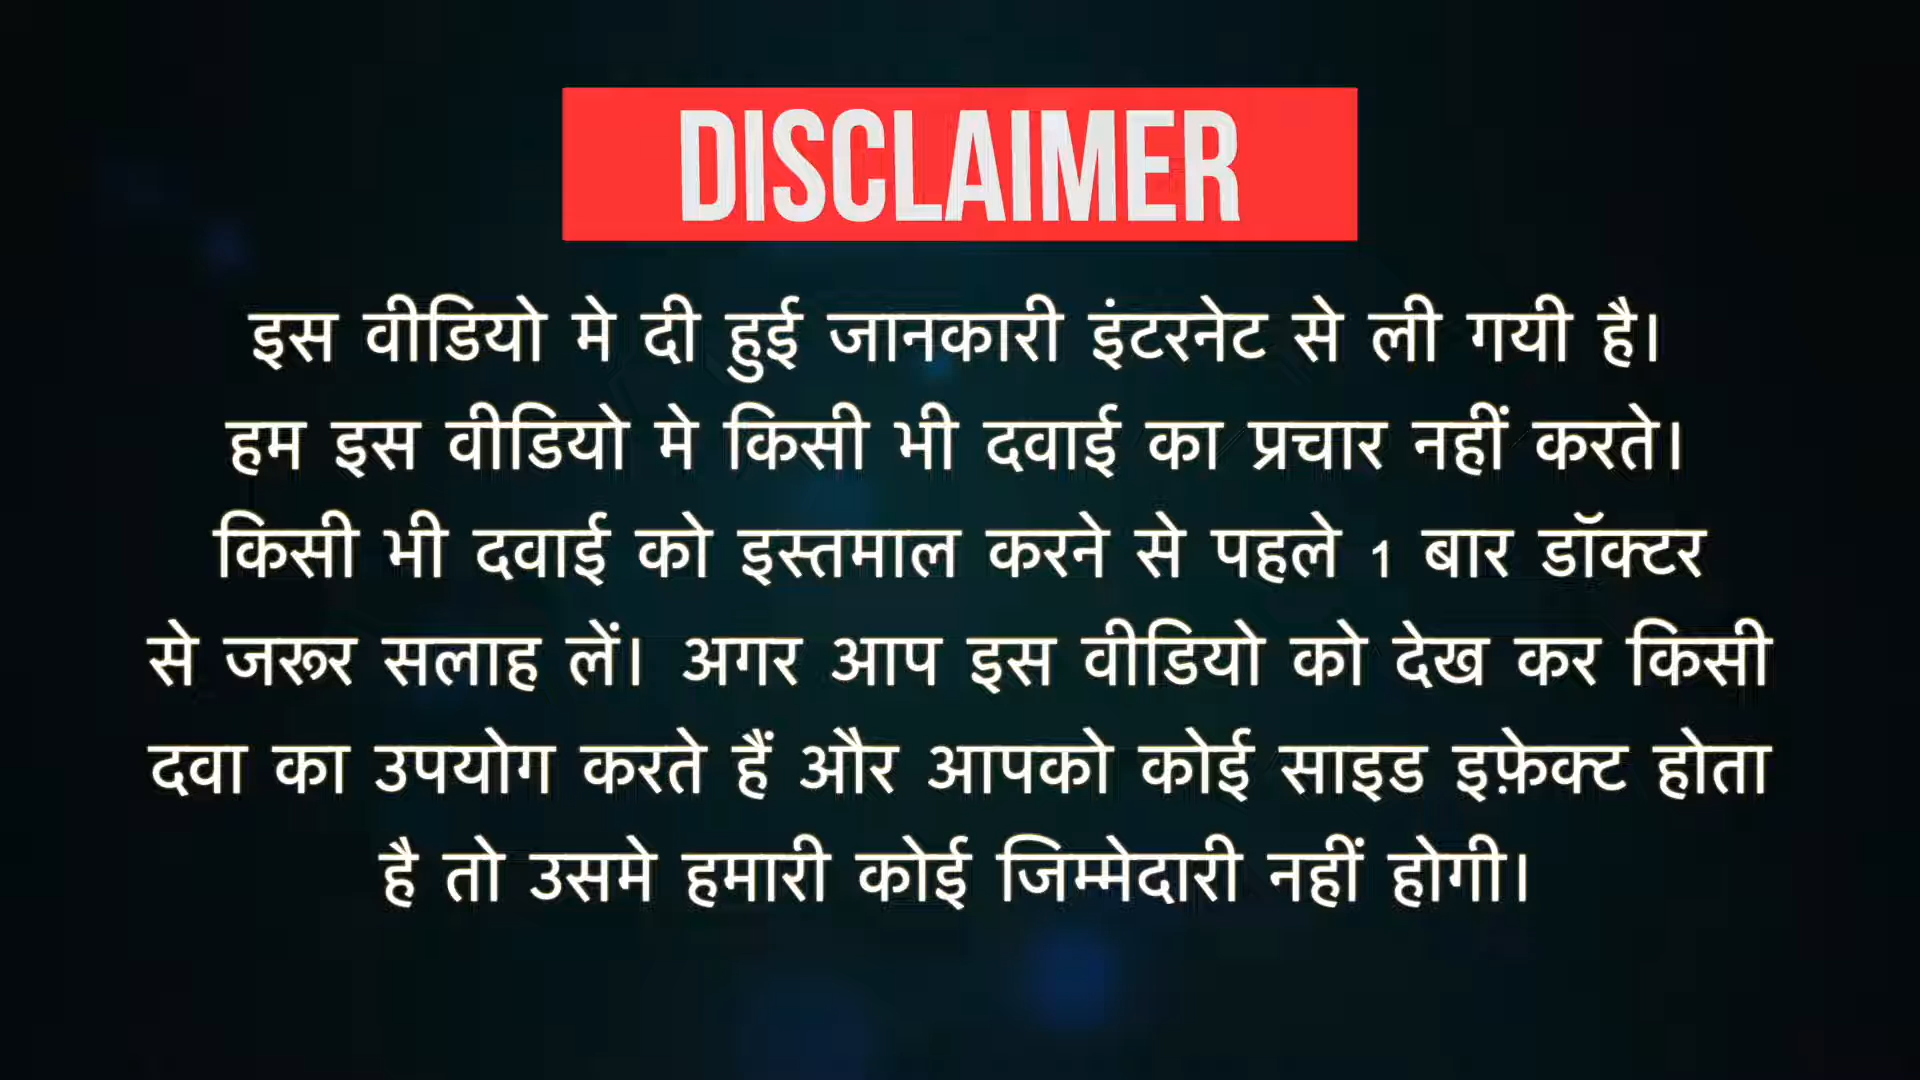 DISCLAIMER
इस वीडियो मे दी हुई जानकारी इंटरनेट से ली गयी है।
हम इस वीडियो मे किसी भी दवाई का प्रचार नहीं करते।
किसी भी दवाई को इस्तमाल करने से पहले 1 बार डॉक्टर
से जरूर सलाह लें। अगर आप इस वीडियो को देख कर किसी
दवा का उपयोग करते हैं और आपको कोई साइड इफ़ेक्ट होता
है तो उसमे हमारी कोई जिम्मेदारी नहीं होगी।